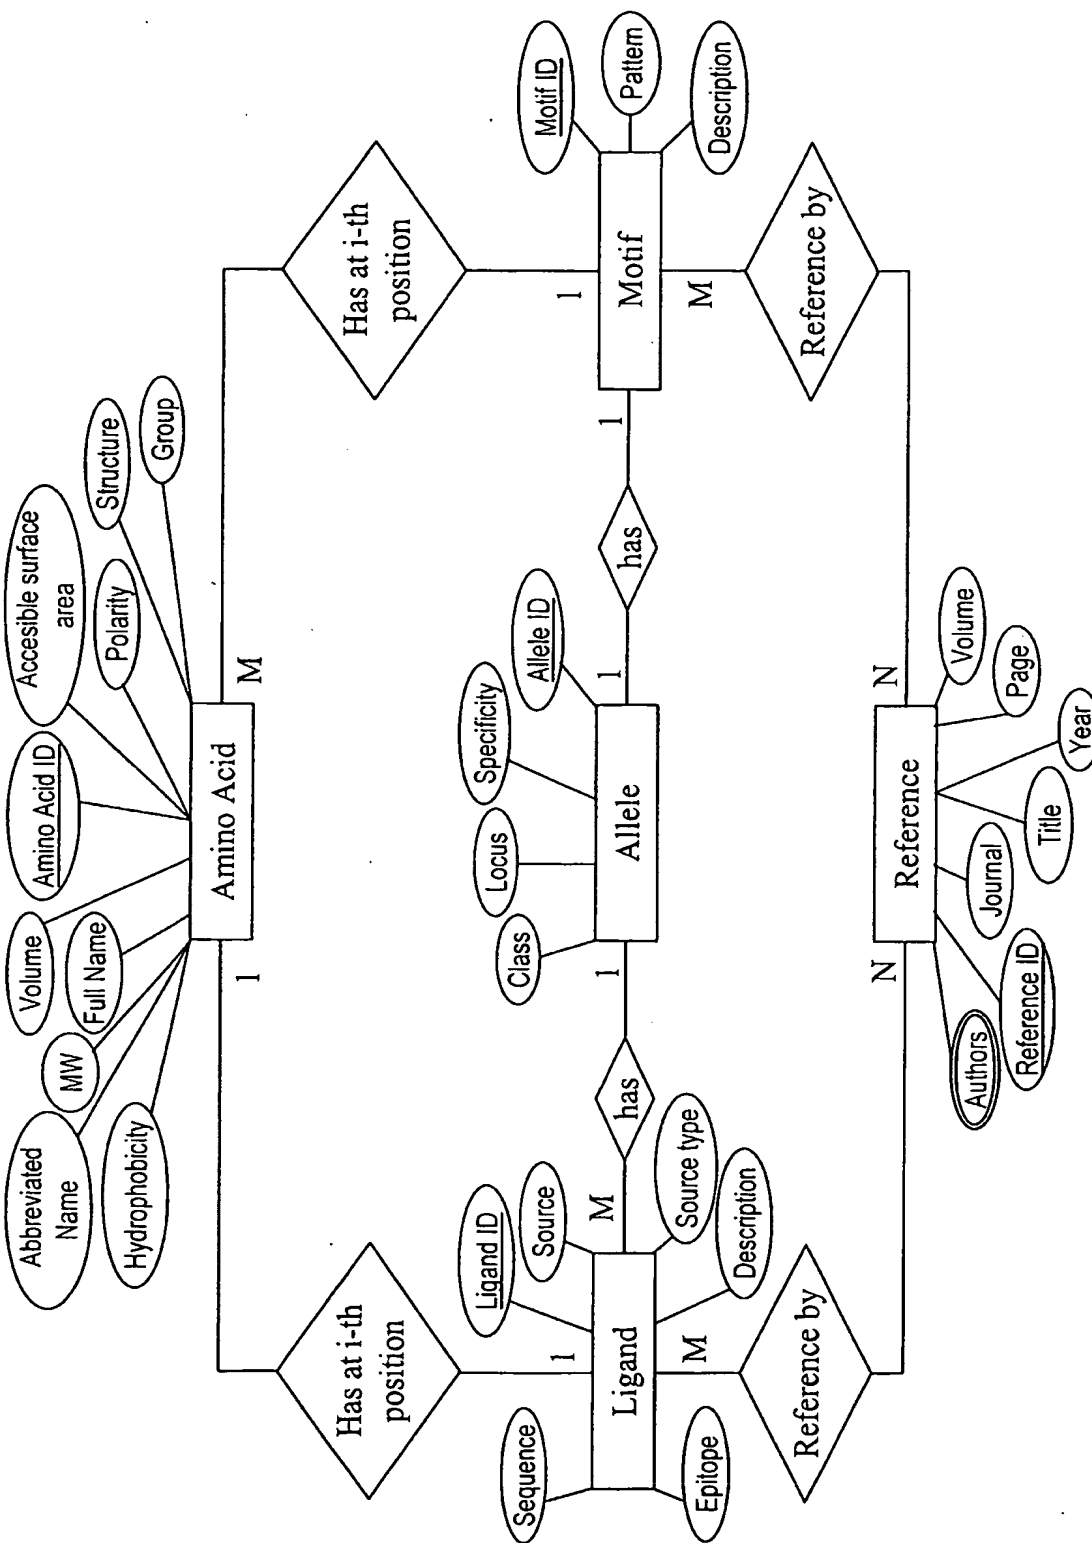 Abbreviated
Name
Hydrophobicity
MW
Full Name
Volume
Amino Acid ID
Accesible surface
area
Polarity
Structure
Group
Amino Acid
1
M
Has at i-th
position
Has at i-th
position
Sequence
Ligand ID
Source
Class
Locus
Specificity
Allele ID
Motif ID
Pattern
Description
1
M
1
1
1
1
Ligand
has
Allele
has
Motif
Epitope
M
Description
Source type
M
Reference by
Reference by
N
N
Reference
Authors
Reference ID
Journal
Title
Year
Page
Volume